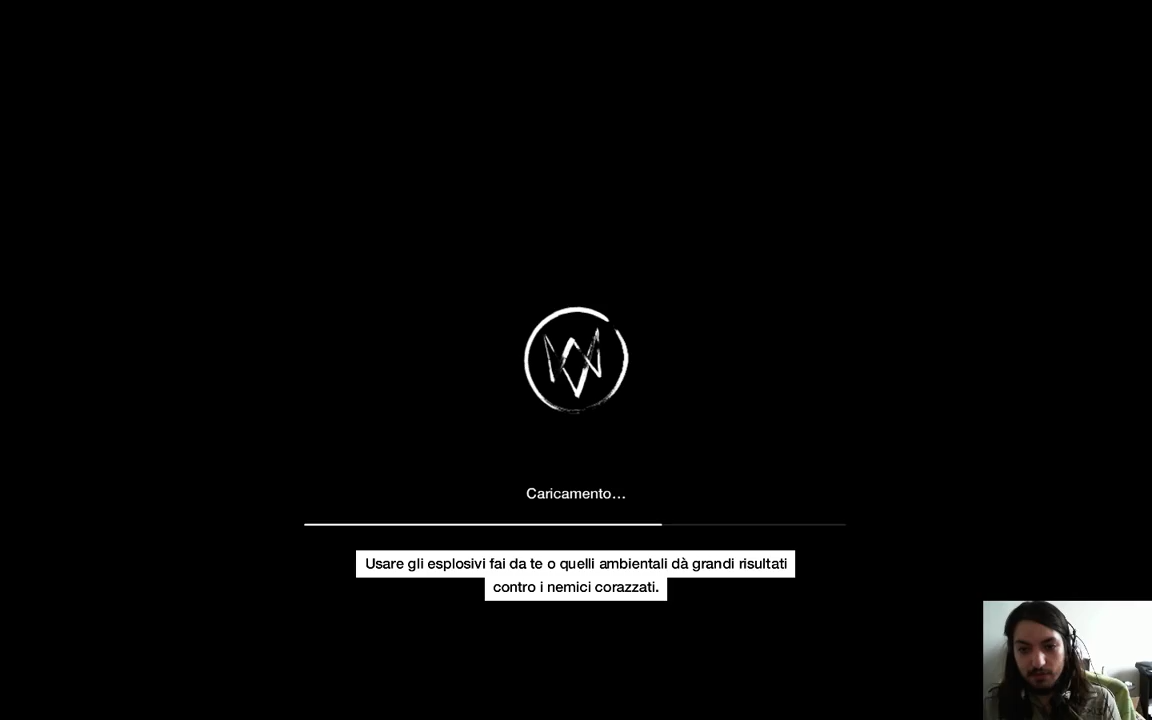 Caricamento...
Usare gli esplosivi fai da te o quelli ambientali dà grandi risultati
contro i nemici corazzati.